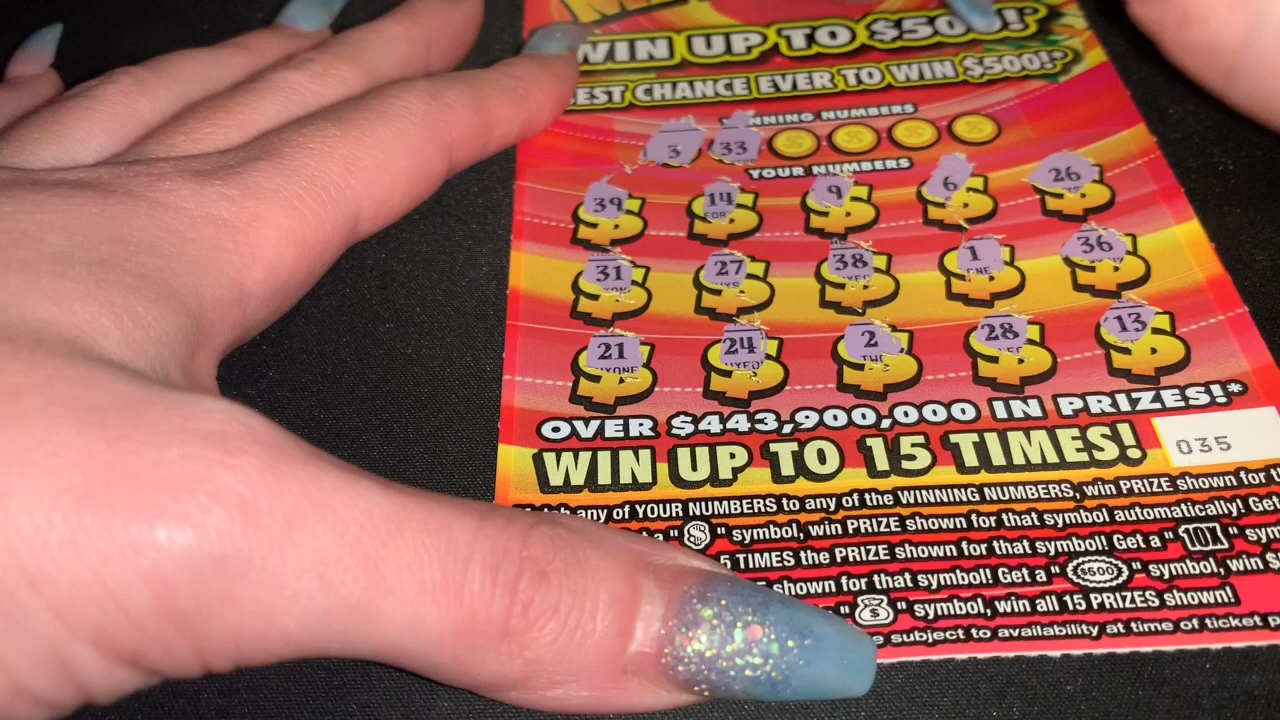 WIN UP TO $500!*
BEST CHANCE EVER TO WIN $500!*
WINNING NUMBERS
3 33
YOUR NUMBERS
39 14 9 6 26
31 27 38 1 36
ONE
21 24 2 28 13
TWO
OVER $443,900,000 IN PRIZES!*
WIN UP TO 15 TIMES!
035
any of YOUR NUMBERS to any of the WINNING NUMBERS, win PRIZE shown for
a "$" symbol, win PRIZE shown for that symbol automatically! Get
5 TIMES the PRIZE shown for that symbol! Get a "10X"
shown for that symbol! Get a "$500" symbol, win
"$" symbol, win all 15 PRIZES shown!
subject to availability at time of ticket